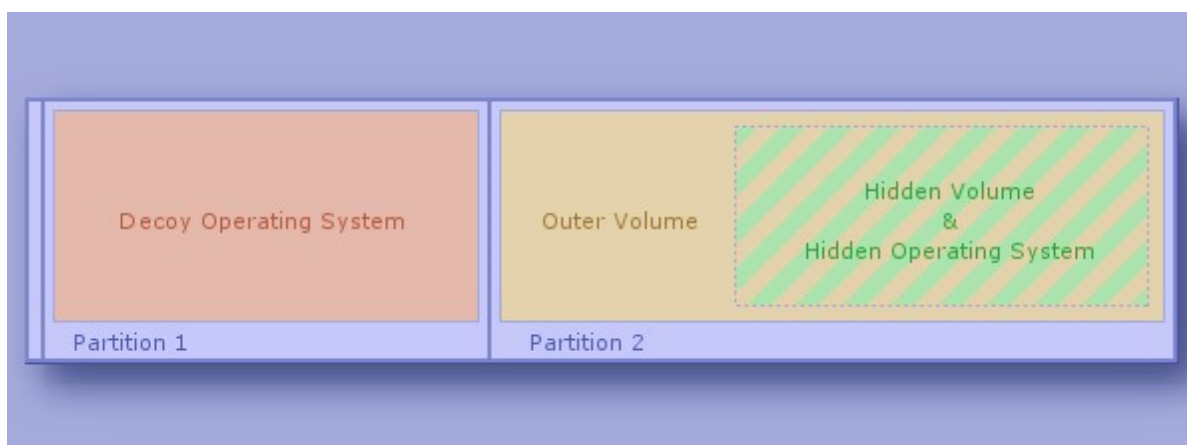 Decoy Operating System
Outer Volume
Hidden Volume
&
Hidden Operating System
Partition 1
Partition 2